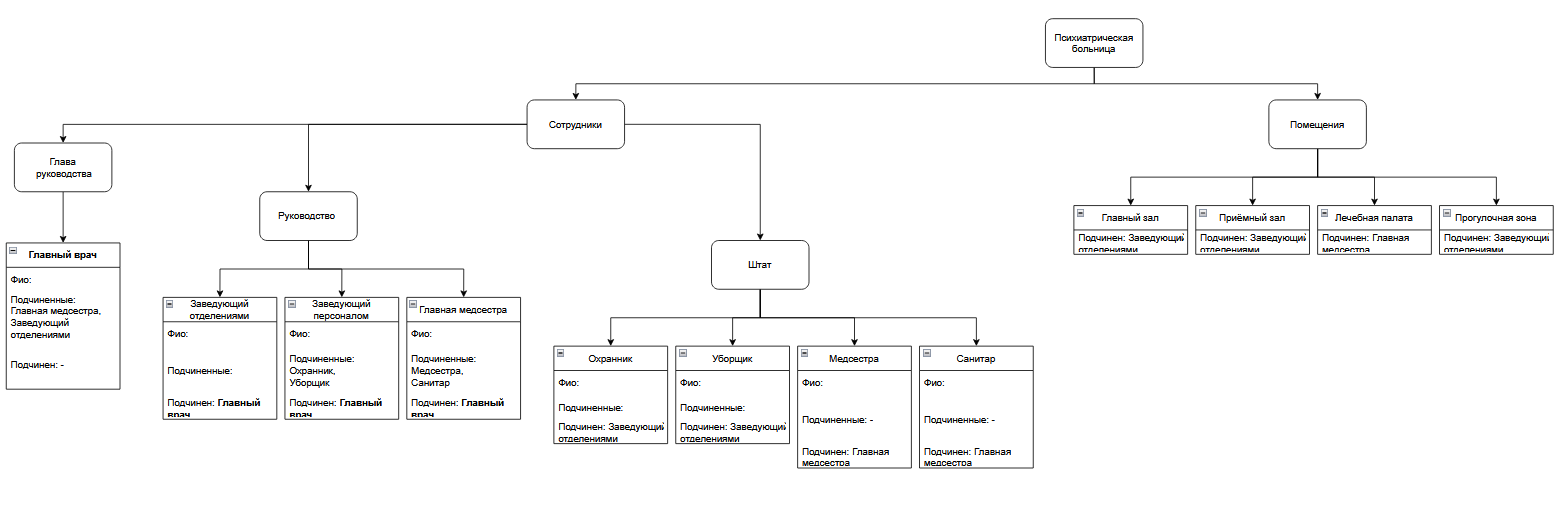 Психиатрическая
больница
Сотрудники
Помещения
Глава
руководства
Руководство
Штат
Главный врач
Фио:
Подчиненные:
Главная медсестра,
Заведующий
отделениями
Подчинен: -
Заведующий
отделениями
Фио:
Подчиненные:
Подчинен: Главный
врач
Заведующий
персоналом
Фио:
Подчиненные:
Охранник,
Уборщик
Подчинен: Главный
врач
Главная медсестра
Фио:
Подчиненные:
Медсестра,
Санитар
Подчинен: Главный
врач
Охранник
Фио:
Подчиненные:
Подчинен: Заведующий
отделениями
Уборщик
Фио:
Подчиненные:
Подчинен: Заведующий
отделениями
Медсестра
Фио:
Подчиненные: -
Подчинен: Главная
медсестра
Санитар
Фио:
Подчиненные: -
Подчинен: Главная
медсестра
Главный зал
Подчинен: Заведующий
отделениями
Приёмный зал
Подчинен: Заведующий
отделениями
Лечебная палата
Подчинен: Главная
медсестра
Прогулочная зона
Подчинен: Заведующий
отделениями